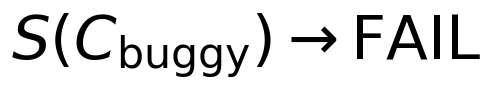 S(C_buggy) → FAIL